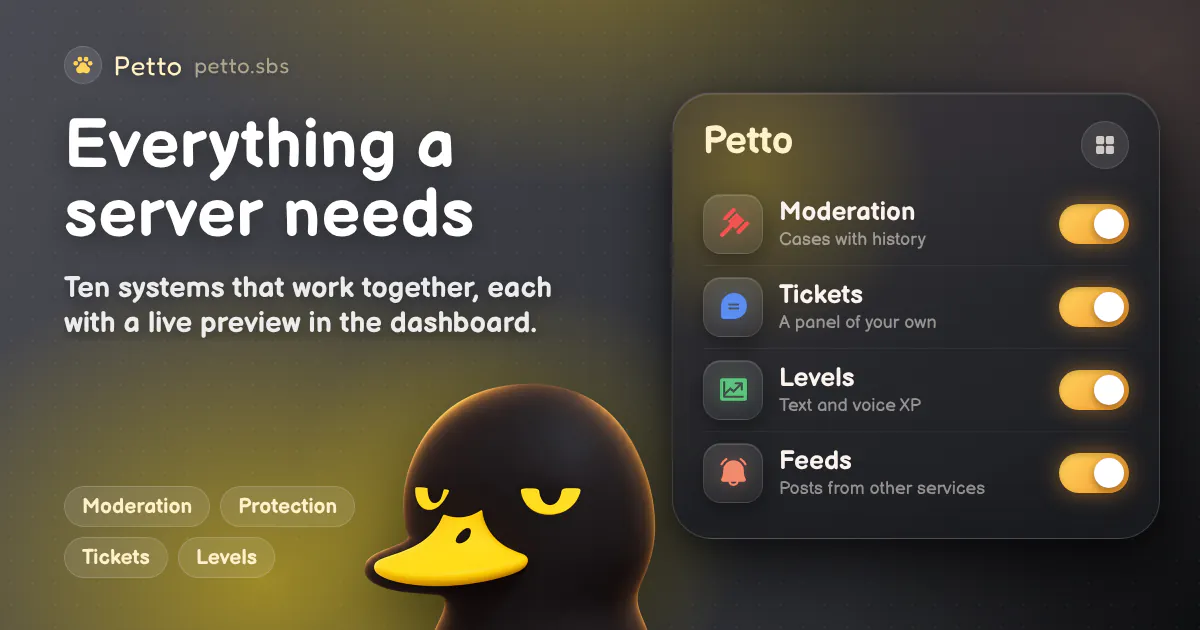 Petto petto.sbs
Everything a
server needs
Ten systems that work together, each
with a live preview in the dashboard.
Moderation Protection
Tickets Levels
Petto
Moderation
Cases with history
Tickets
A panel of your own
Levels
Text and voice XP
Feeds
Posts from other services